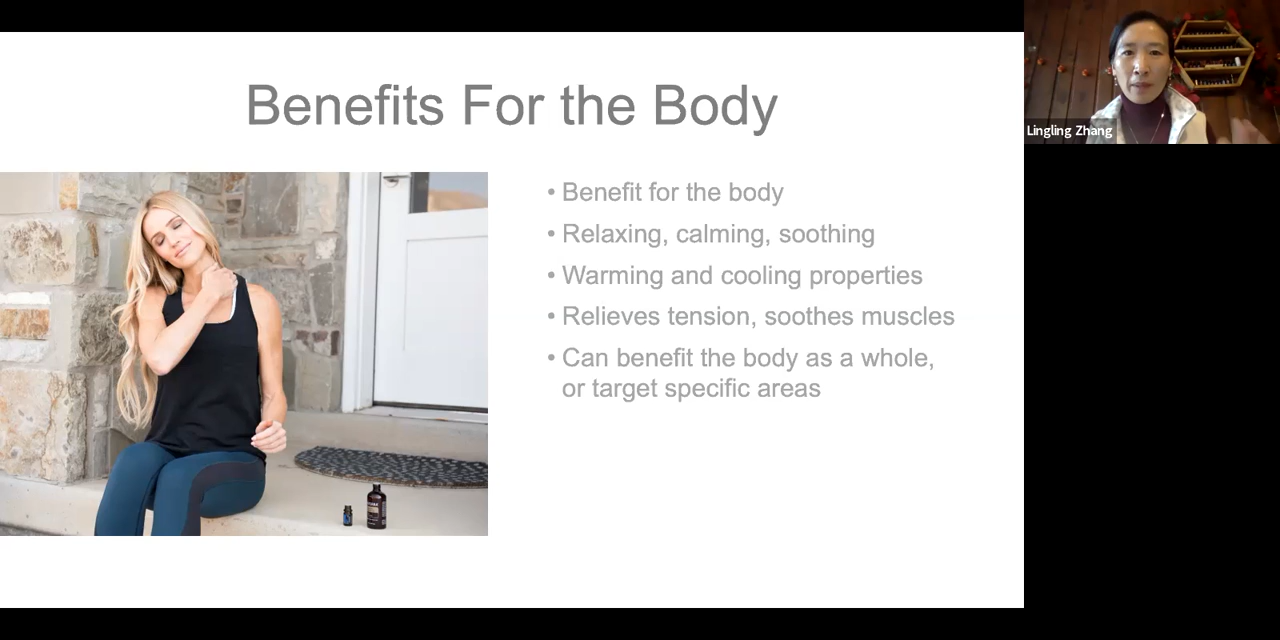 Benefits For the Body
• Benefit for the body
• Relaxing, calming, soothing
• Warming and cooling properties
• Relieves tension, soothes muscles
• Can benefit the body as a whole,
or target specific areas
Lingling Zhang